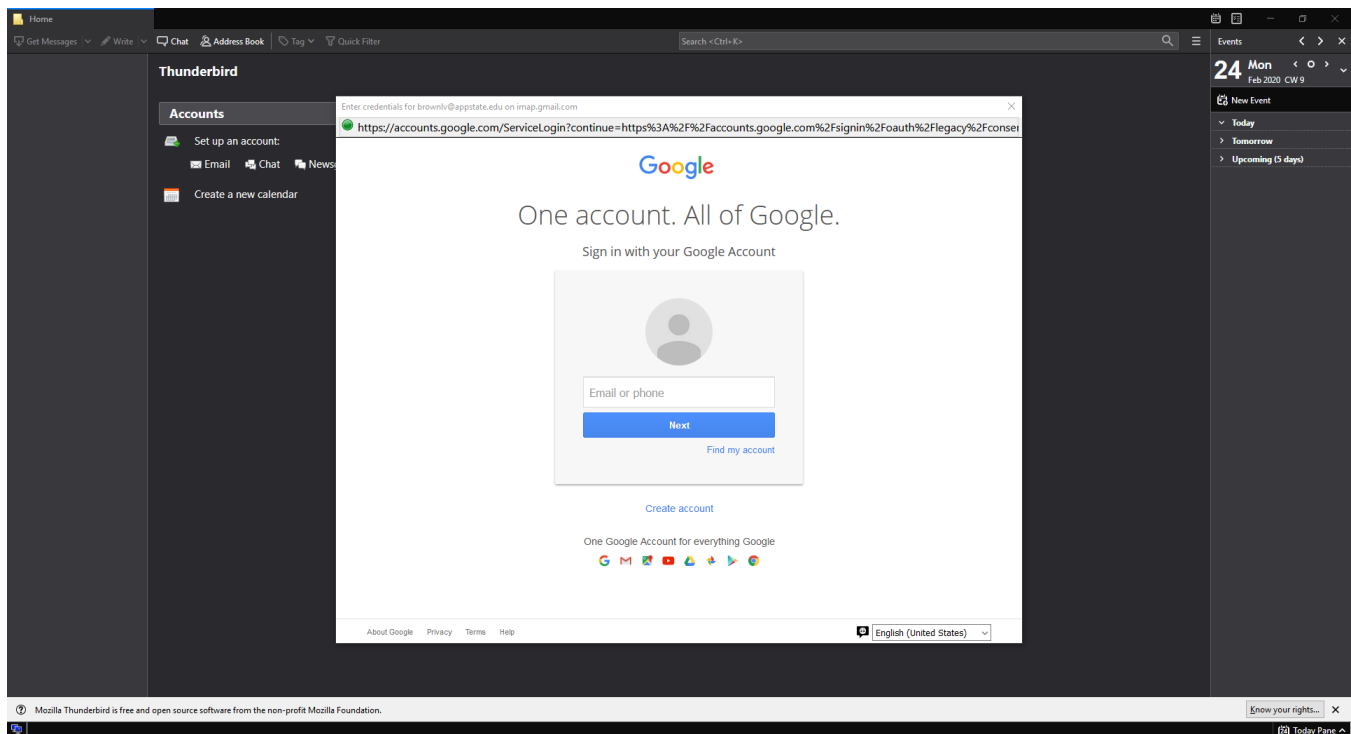 Home
Get Messages Write Chat Address Book Tag Quick Filter Search <Ctrl+K>
Events
Thunderbird
24 Mon
Feb 2020 CW 9
New Event
Today
Tomorrow
Upcoming (5 days)
Accounts
Set up an account:
Email Chat News
Create a new calendar
Enter credentials for brownlv@appstate.edu on imap.gmail.com
https://accounts.google.com/ServiceLogin?continue=https%3A%2F%2Faccounts.google.com%2Fsignin%2Foauth%2Flegacy%2Fconse
Google
One account. All of Google.
Sign in with your Google Account
Email or phone
Next
Find my account
Create account
One Google Account for everything Google
About Google Privacy Terms Help
English (United States)
Mozilla Thunderbird is free and open source software from the non-profit Mozilla Foundation.
Know your rights...
24 Today Pane